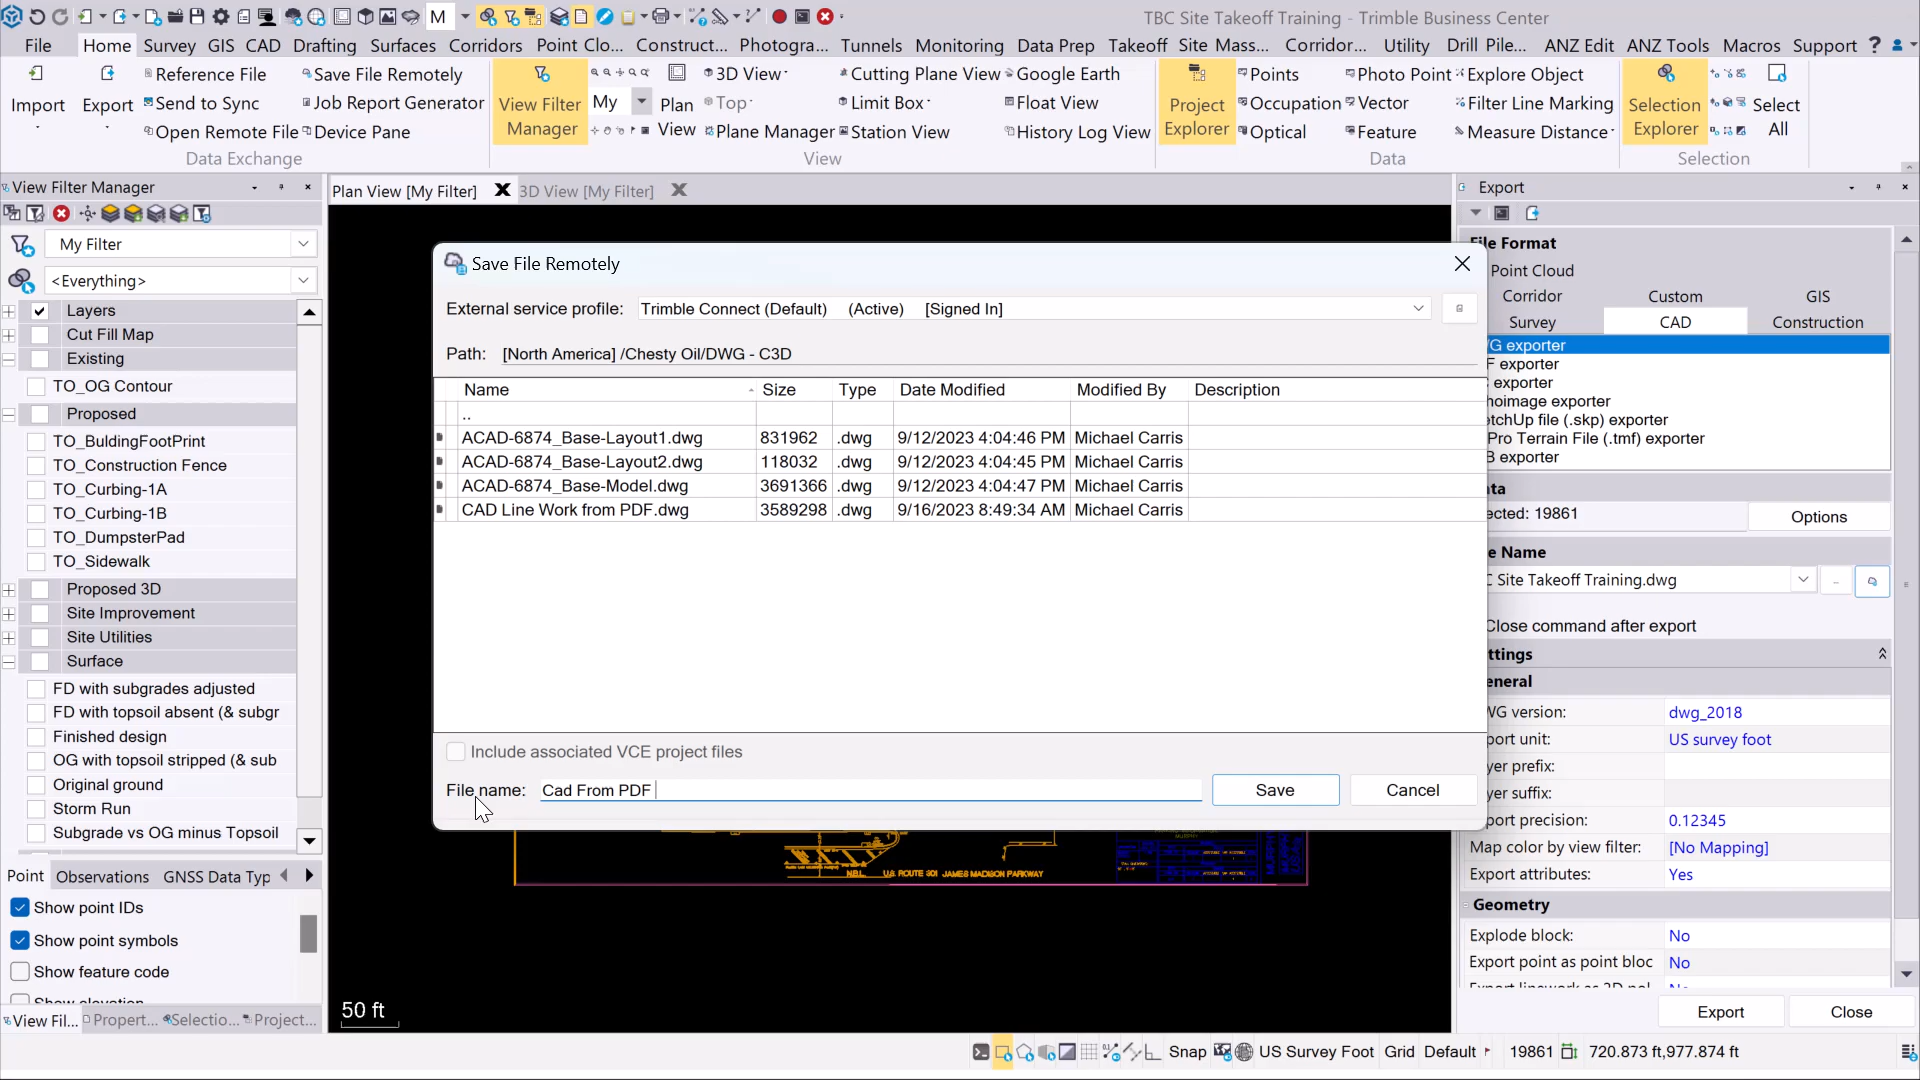 M
TBC Site Takeoff Training - Trimble Business Center
File Home Survey GIS CAD Drafting Surfaces Corridors Point Clo... Construct... Photogra... Tunnels Monitoring Data Prep Takeoff Site Mass... Corridor... Utility Drill Pile... ANZ Edit ANZ Tools Macros Support ?
Import
Export
Reference File
Send to Sync
Open Remote File
Save File Remotely
Job Report Generator
Device Pane
Data Exchange
View Filter
Manager
My
Plan
View
3D View
Top
Plane Manager
Cutting Plane View
Limit Box
Station View
Google Earth
Float View
History Log View
View
Project
Explorer
Points
Occupation
Optical
Photo Point
Vector
Feature
Explore Object
Filter Line Marking
Measure Distance
Data
Selection
Explorer
Select
All
Selection
View Filter Manager
My Filter
<Everything>
Layers
Cut Fill Map
Existing
TO_OG Contour
Proposed
TO_BuldingFootPrint
TO_Construction Fence
TO_Curbing-1A
TO_Curbing-1B
TO_DumpsterPad
TO_Sidewalk
Proposed 3D
Site Improvement
Site Utilities
Surface
FD with subgrades adjusted
FD with topsoil absent (& subgr
Finished design
OG with topsoil stripped (& sub
Original ground
Storm Run
Subgrade vs OG minus Topsoil
Point Observations GNSS Data Typ
Show point IDs
Show point symbols
Show feature code
Show elevation
View Fil... Propert... Selectio... Project...
Plan View [My Filter] 3D View [My Filter]
Save File Remotely
External service profile: Trimble Connect (Default) (Active) [Signed In]
Path: [North America] /Chesty Oil/DWG - C3D
Name Size Type Date Modified Modified By Description
..
ACAD-6874_Base-Layout1.dwg 831962 .dwg 9/12/2023 4:04:46 PM Michael Carris
ACAD-6874_Base-Layout2.dwg 118032 .dwg 9/12/2023 4:04:45 PM Michael Carris
ACAD-6874_Base-Model.dwg 3691366 .dwg 9/12/2023 4:04:47 PM Michael Carris
CAD Line Work from PDF.dwg 3589298 .dwg 9/16/2023 8:49:34 AM Michael Carris
Include associated VCE project files
File name: Cad From PDF
Save Cancel
NBL U.S. ROUTE 301 JAMES MADISON PARKWAY
50 ft
Export
File Format
Point Cloud
Corridor Custom GIS
Survey CAD Construction
G exporter
F exporter
exporter
hoimage exporter
etchUp file (.skp) exporter
Pro Terrain File (.tmf) exporter
B exporter
ata
ected: 19861
Options
e Name
C Site Takeoff Training.dwg
Close command after export
ttings
eneral
WG version: dwg_2018
port unit: US survey foot
yer prefix:
yer suffix:
port precision: 0.12345
Map color by view filter: [No Mapping]
Export attributes: Yes
Geometry
Explode block: No
Export point as point bloc No
Export Close
Snap US Survey Foot Grid Default 19861 720.873 ft,977.874 ft